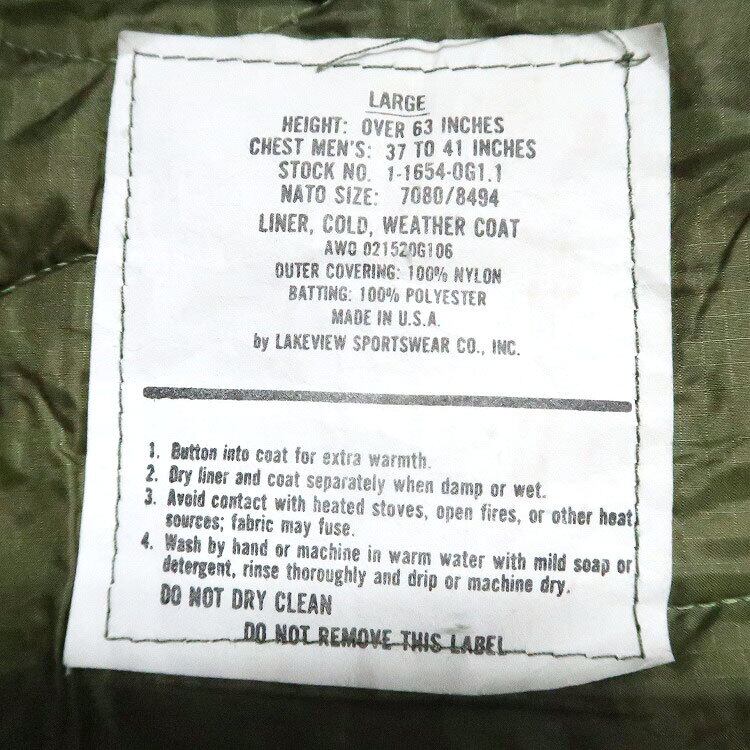 LARGE
HEIGHT: OVER 63 INCHES
CHEST MEN'S: 37 TO 41 INCHES
STOCK NO. 1-1654-0G1.1
NATO SIZE: 7080/8494
LINER, COLD, WEATHER COAT
AWC 02152OG106
OUTER COVERING: 100% NYLON
BATTING: 100% POLYESTER
MADE IN U.S.A.
by LAKEVIEW SPORTSWEAR CO., INC.
1. Button into coat for extra warmth.
2. Dry liner and coat separately when damp or wet.
3. Avoid contact with heated stoves, open fires, or other heat
sources; fabric may fuse.
4. Wash by hand or machine in warm water with mild soap or
detergent, rinse thoroughly and drip or machine dry.
DO NOT DRY CLEAN
DO NOT REMOVE THIS LABEL